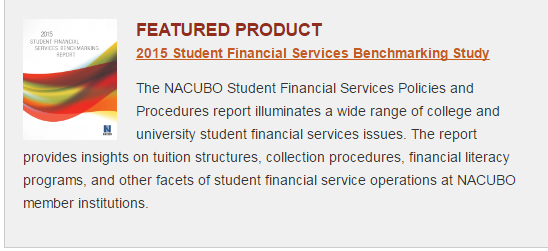 FEATURED PRODUCT
2015 Student Financial Services Benchmarking Study
2015
STUDENT FINANCIAL
SERVICES BENCHMARKING
REPORT
The NACUBO Student Financial Services Policies and
Procedures report illuminates a wide range of college and
university student financial services issues. The report
provides insights on tuition structures, collection procedures, financial literacy
programs, and other facets of student financial service operations at NACUBO
member institutions.